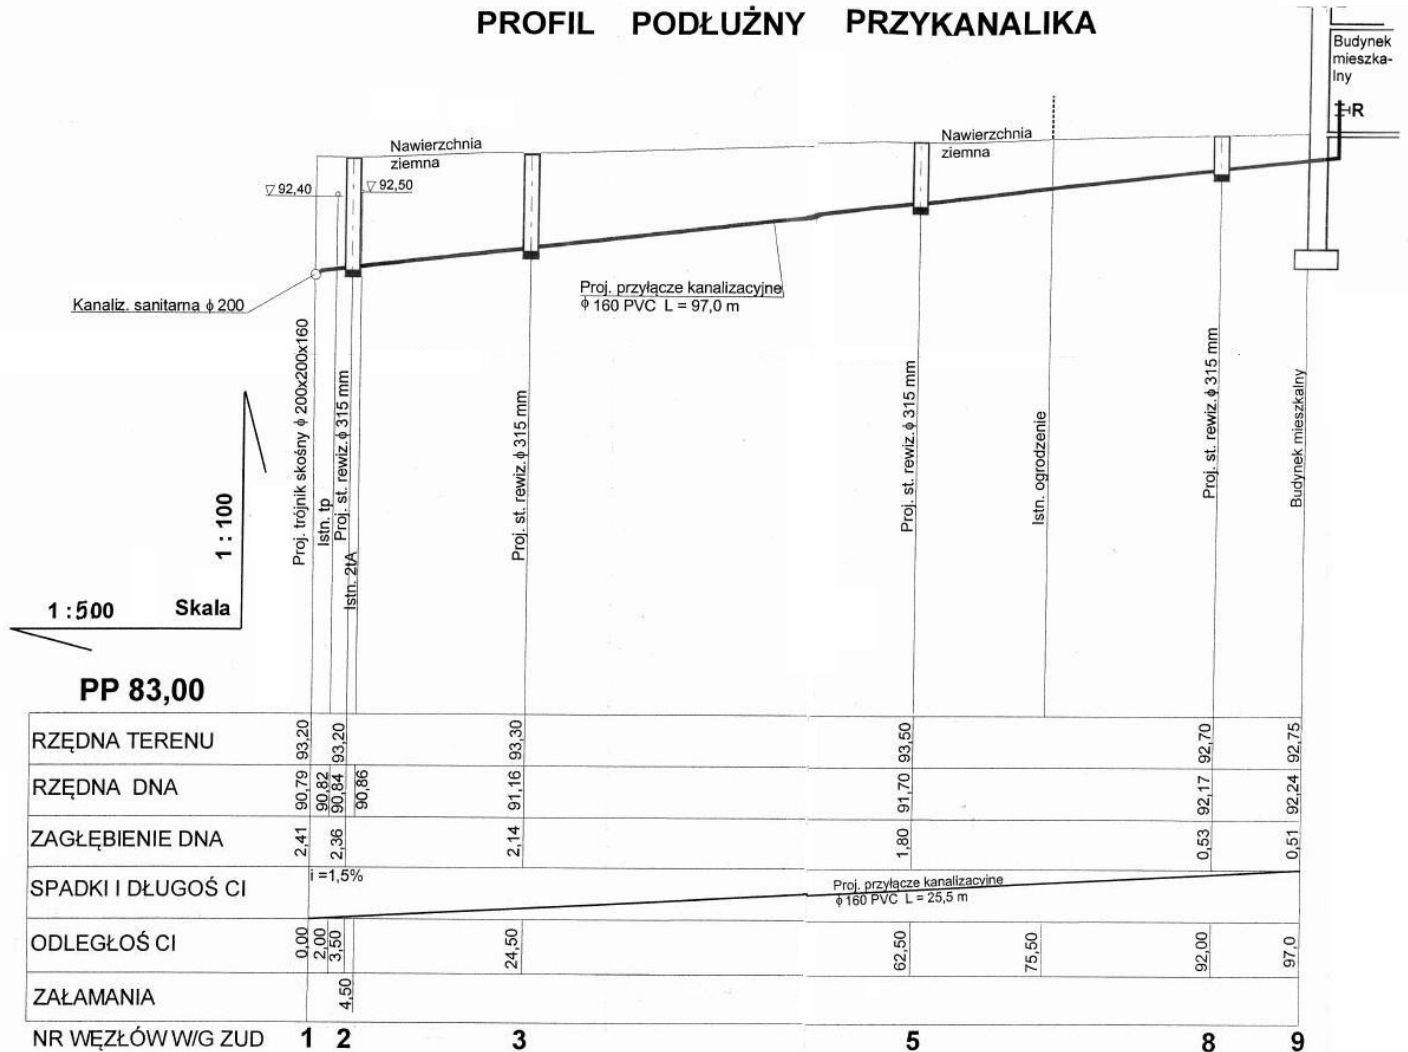 PROFIL PODŁUŻNY PRZYKANALIKA
Budynek
mieszka-
lny
R
Nawierzchnia
ziemna
Nawierzchnia
ziemna
92,40
92,50
Kanaliz. sanitarna ϕ 200
Proj. przyłącze kanalizacyjne
ϕ 160 PVC L = 97,0 m
Proj. trójnik skośny ϕ 200x200x160
Istn. tp
Proj. st. rewiz. ϕ 315 mm
Istn. 2tA
Proj. st. rewiz. ϕ 315 mm
Proj. st. rewiz. ϕ 315 mm
Istn. ogrodzenie
Proj. st. rewiz. ϕ 315 mm
Budynek mieszkalny
1 : 100
1 : 500 Skala
PP 83,00
RZĘDNA TERENU 93,20 93,20 93,30 93,50 92,70 92,75
RZĘDNA DNA 90,79 90,82 90,84 90,86 91,16 91,70 92,17 92,24
ZAGŁĘBIENIE DNA 2,41 2,36 2,14 1,80 0,53 0,51
SPADKI I DŁUGOŚ CI i =1,5%
Proj. przyłącze kanalizacyjne
ϕ 160 PVC L = 25,5 m
ODLEGŁOŚ CI 0,00 2,00 3,50 24,50 62,50 75,50 92,00 97,0
ZAŁAMANIA 4,50
NR WĘZŁÓW W/G ZUD 1 2 3 5 8 9